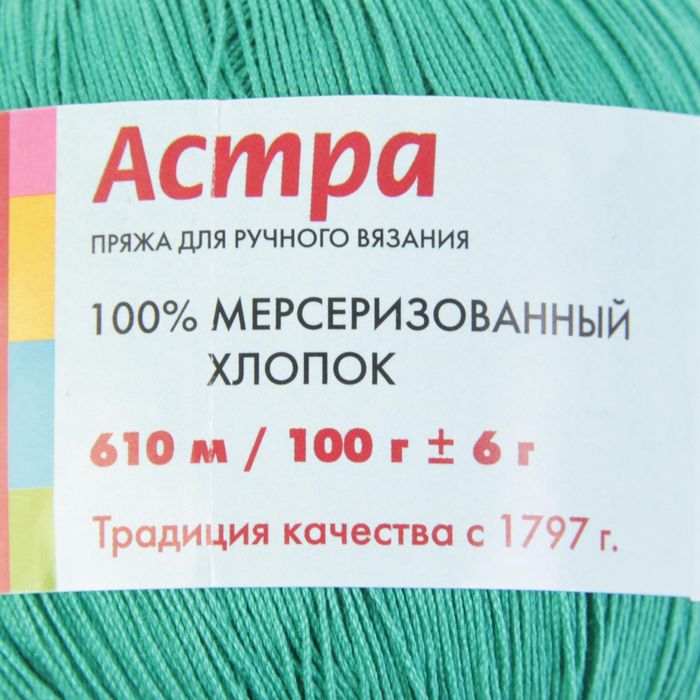 Астра
ПРЯЖА ДЛЯ РУЧНОГО ВЯЗАНИЯ
100% МЕРСЕРИЗОВАННЫЙ
ХЛОПОК
610 м / 100 г ± 6 г
Традиция качества с 1797 г.